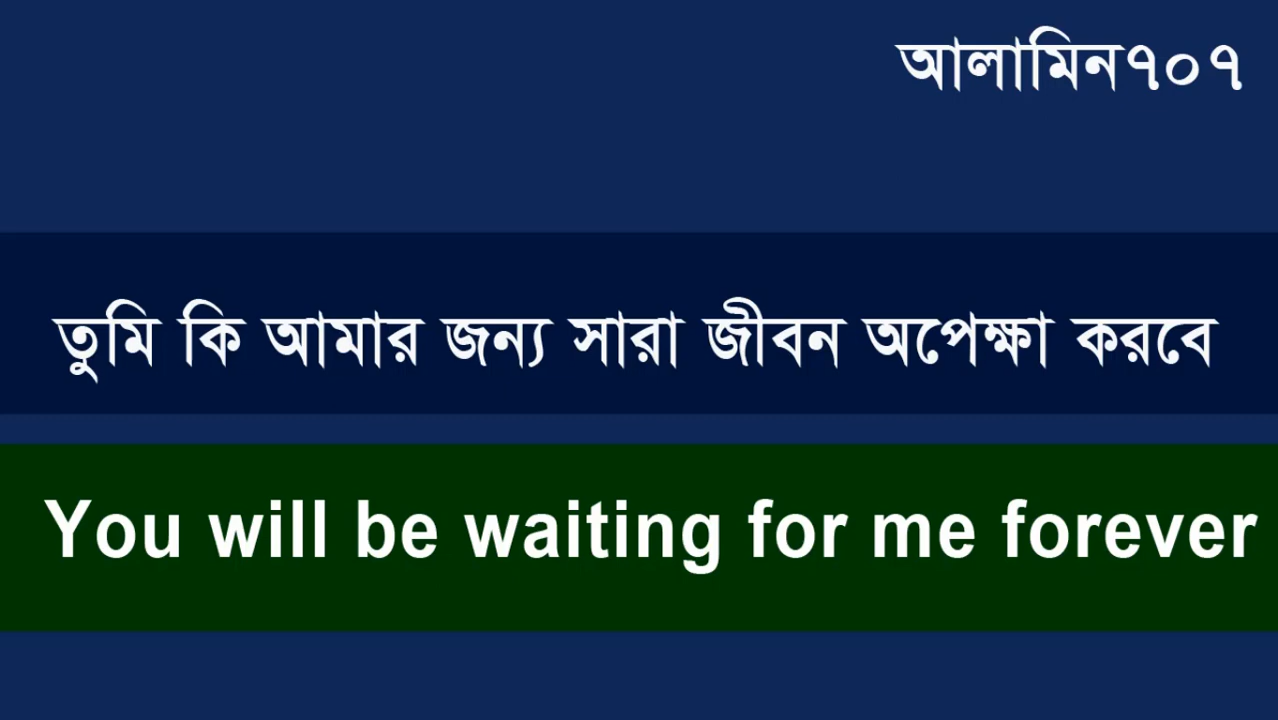 আলামিন৭০৭
তুমি কি আমার জন্য সারা জীবন অপেক্ষা করবে
You will be waiting for me forever